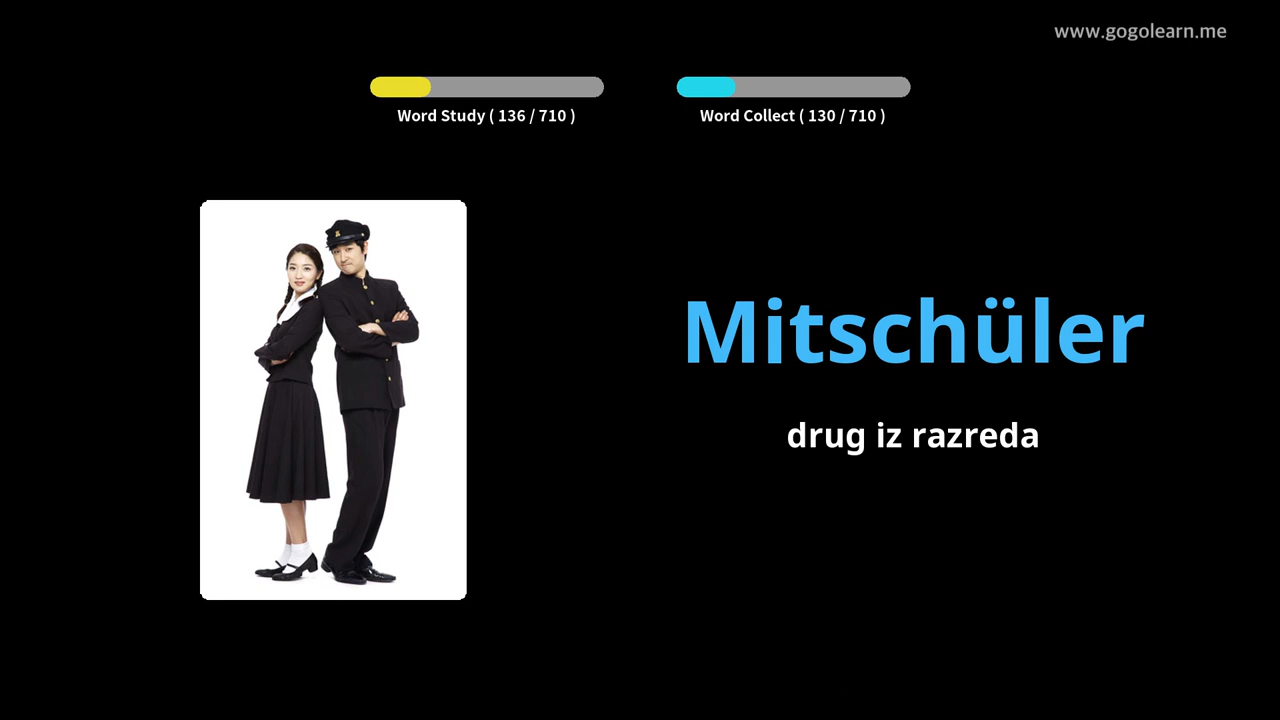 www.gogolearn.me
Word Study ( 136 / 710 )
Word Collect ( 130 / 710 )
Mitschüler
drug iz razreda